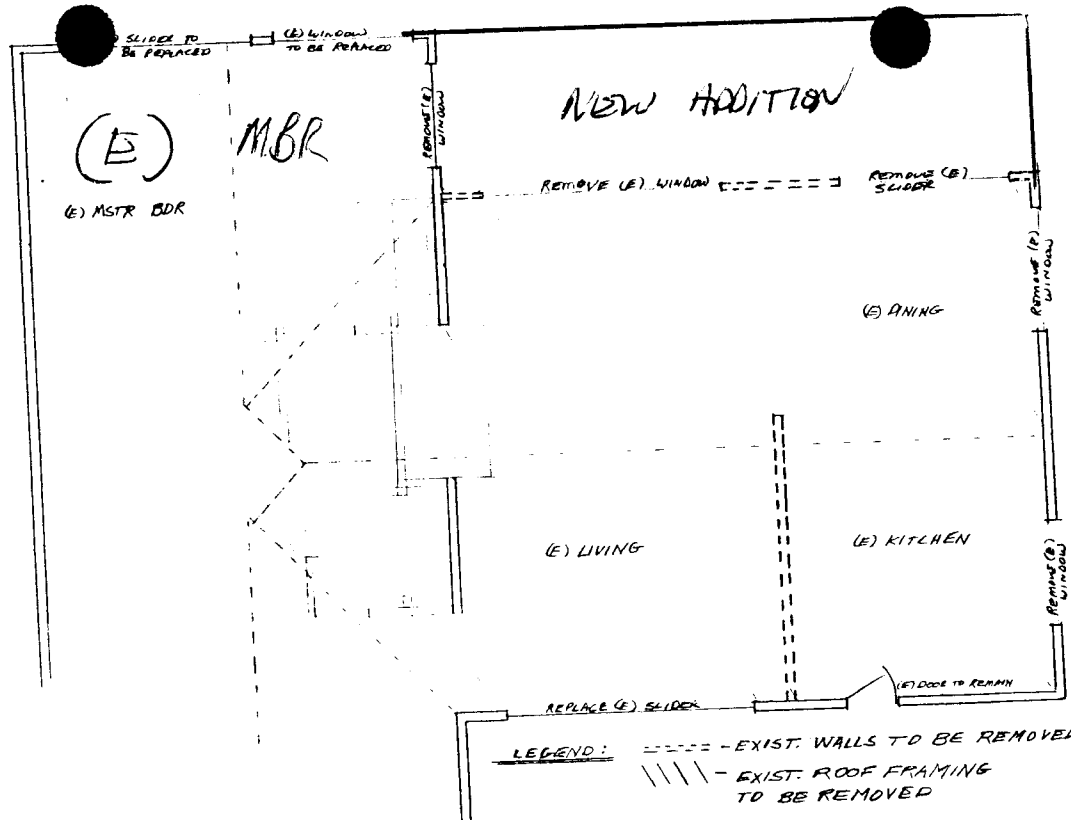 SLIDER TO
BE REPLACED
(E) WINDOW
TO BE REPLACED
(E) MBR
NEW ADDITION
REMOVE (E)
WINDOW
(E) MSTR BDR
REMOVE (E) WINDOW
REMOVE (E)
SLIDER
REMOVE (E)
WINDOW
(E) DINING
(E) LIVING
(E) KITCHEN
REMOVE (E)
WINDOW
(E) DOOR TO REMAIN
REPLACE (E) SLIDER
LEGEND:
- EXIST. WALLS TO BE REMOVED
- EXIST. ROOF FRAMING
TO BE REMOVED